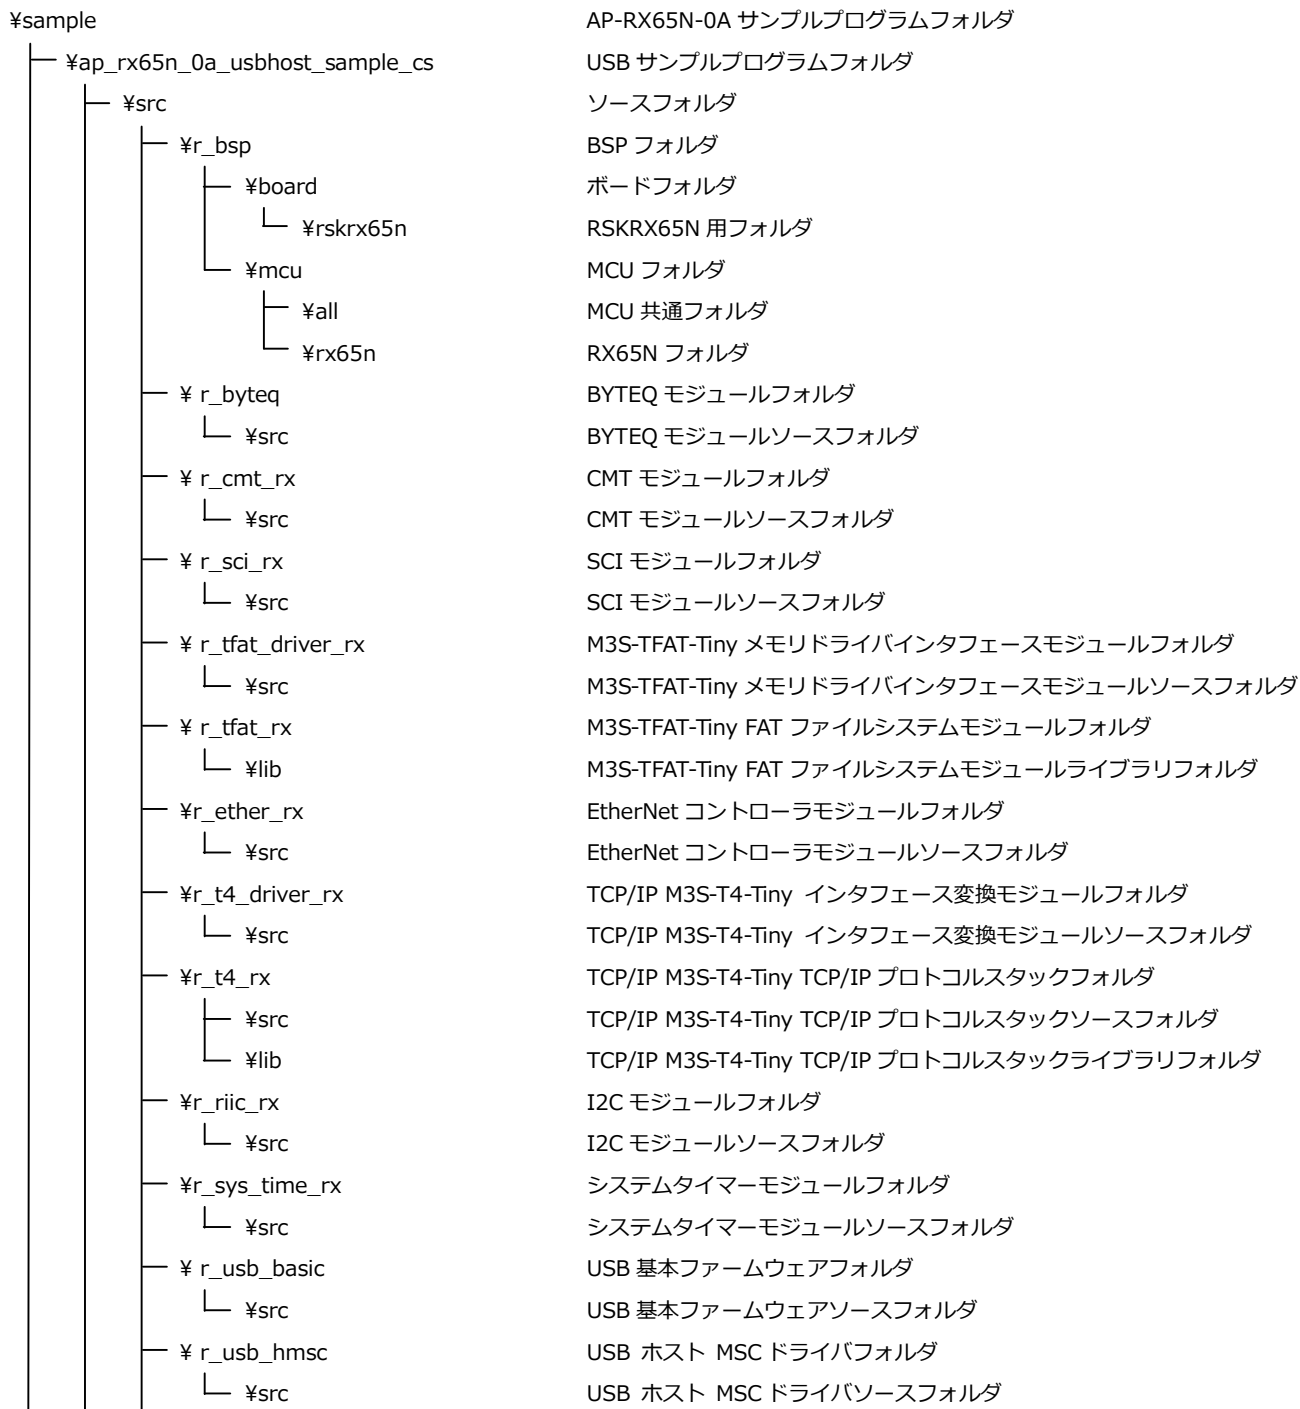 ¥sample AP-RX65N-0A サンプルプログラムフォルダ
¥ap_rx65n_0a_usbhost_sample_cs USB サンプルプログラムフォルダ
¥src ソースフォルダ
¥r_bsp BSP フォルダ
¥board ボードフォルダ
¥rskrx65n RSKRX65N 用フォルダ
¥mcu MCU フォルダ
¥all MCU 共通フォルダ
¥rx65n RX65N フォルダ
¥ r_byteq BYTEQ モジュールフォルダ
¥src BYTEQ モジュールソースフォルダ
¥ r_cmt_rx CMT モジュールフォルダ
¥src CMT モジュールソースフォルダ
¥ r_sci_rx SCI モジュールフォルダ
¥src SCI モジュールソースフォルダ
¥ r_tfat_driver_rx M3S-TFAT-Tiny メモリドライバインタフェースモジュールフォルダ
¥src M3S-TFAT-Tiny メモリドライバインタフェースモジュールソースフォルダ
¥ r_tfat_rx M3S-TFAT-Tiny FAT ファイルシステムモジュールフォルダ
¥lib M3S-TFAT-Tiny FAT ファイルシステムモジュールライブラリフォルダ
¥r_ether_rx EtherNet コントローラモジュールフォルダ
¥src EtherNet コントローラモジュールソースフォルダ
¥r_t4_driver_rx TCP/IP M3S-T4-Tiny インタフェース変換モジュールフォルダ
¥src TCP/IP M3S-T4-Tiny インタフェース変換モジュールソースフォルダ
¥r_t4_rx TCP/IP M3S-T4-Tiny TCP/IP プロトコルスタックフォルダ
¥src TCP/IP M3S-T4-Tiny TCP/IP プロトコルスタックソースフォルダ
¥lib TCP/IP M3S-T4-Tiny TCP/IP プロトコルスタックライブラリフォルダ
¥r_riic_rx I2C モジュールフォルダ
¥src I2C モジュールソースフォルダ
¥r_sys_time_rx システムタイマーモジュールフォルダ
¥src システムタイマーモジュールソースフォルダ
¥ r_usb_basic USB 基本ファームウェアフォルダ
¥src USB 基本ファームウェアソースフォルダ
¥ r_usb_hmsc USB ホスト MSC ドライバフォルダ
¥src USB ホスト MSC ドライバソースフォルダ